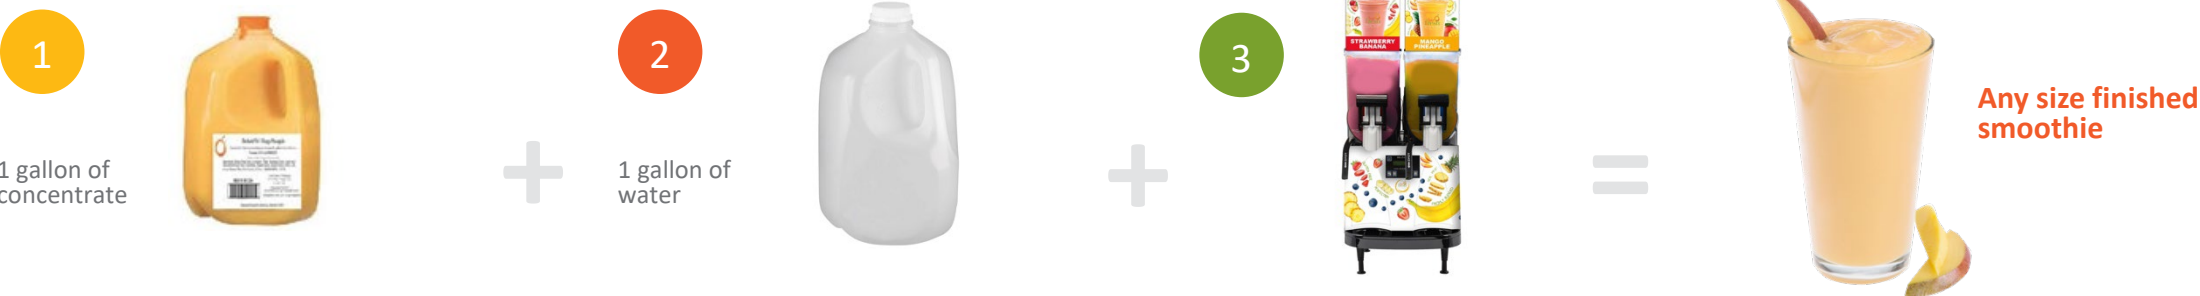 1
1 gallon of
concentrate
2
1 gallon of
water
3
STRAWBERRY
BANANA
MANGO
PINEAPPLE
Any size finished
smoothie